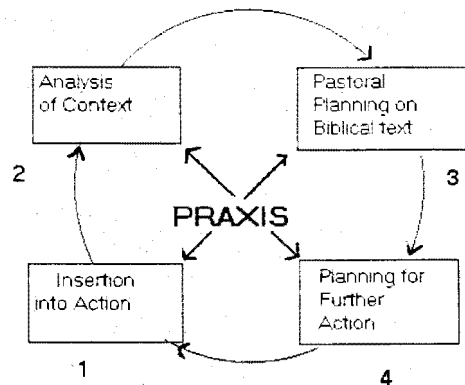 Analysis
of Context
Pastoral
Planning on
Biblical text
2
3
PRAXIS
Insertion
into Action
Planning for
Further
Action
1
4